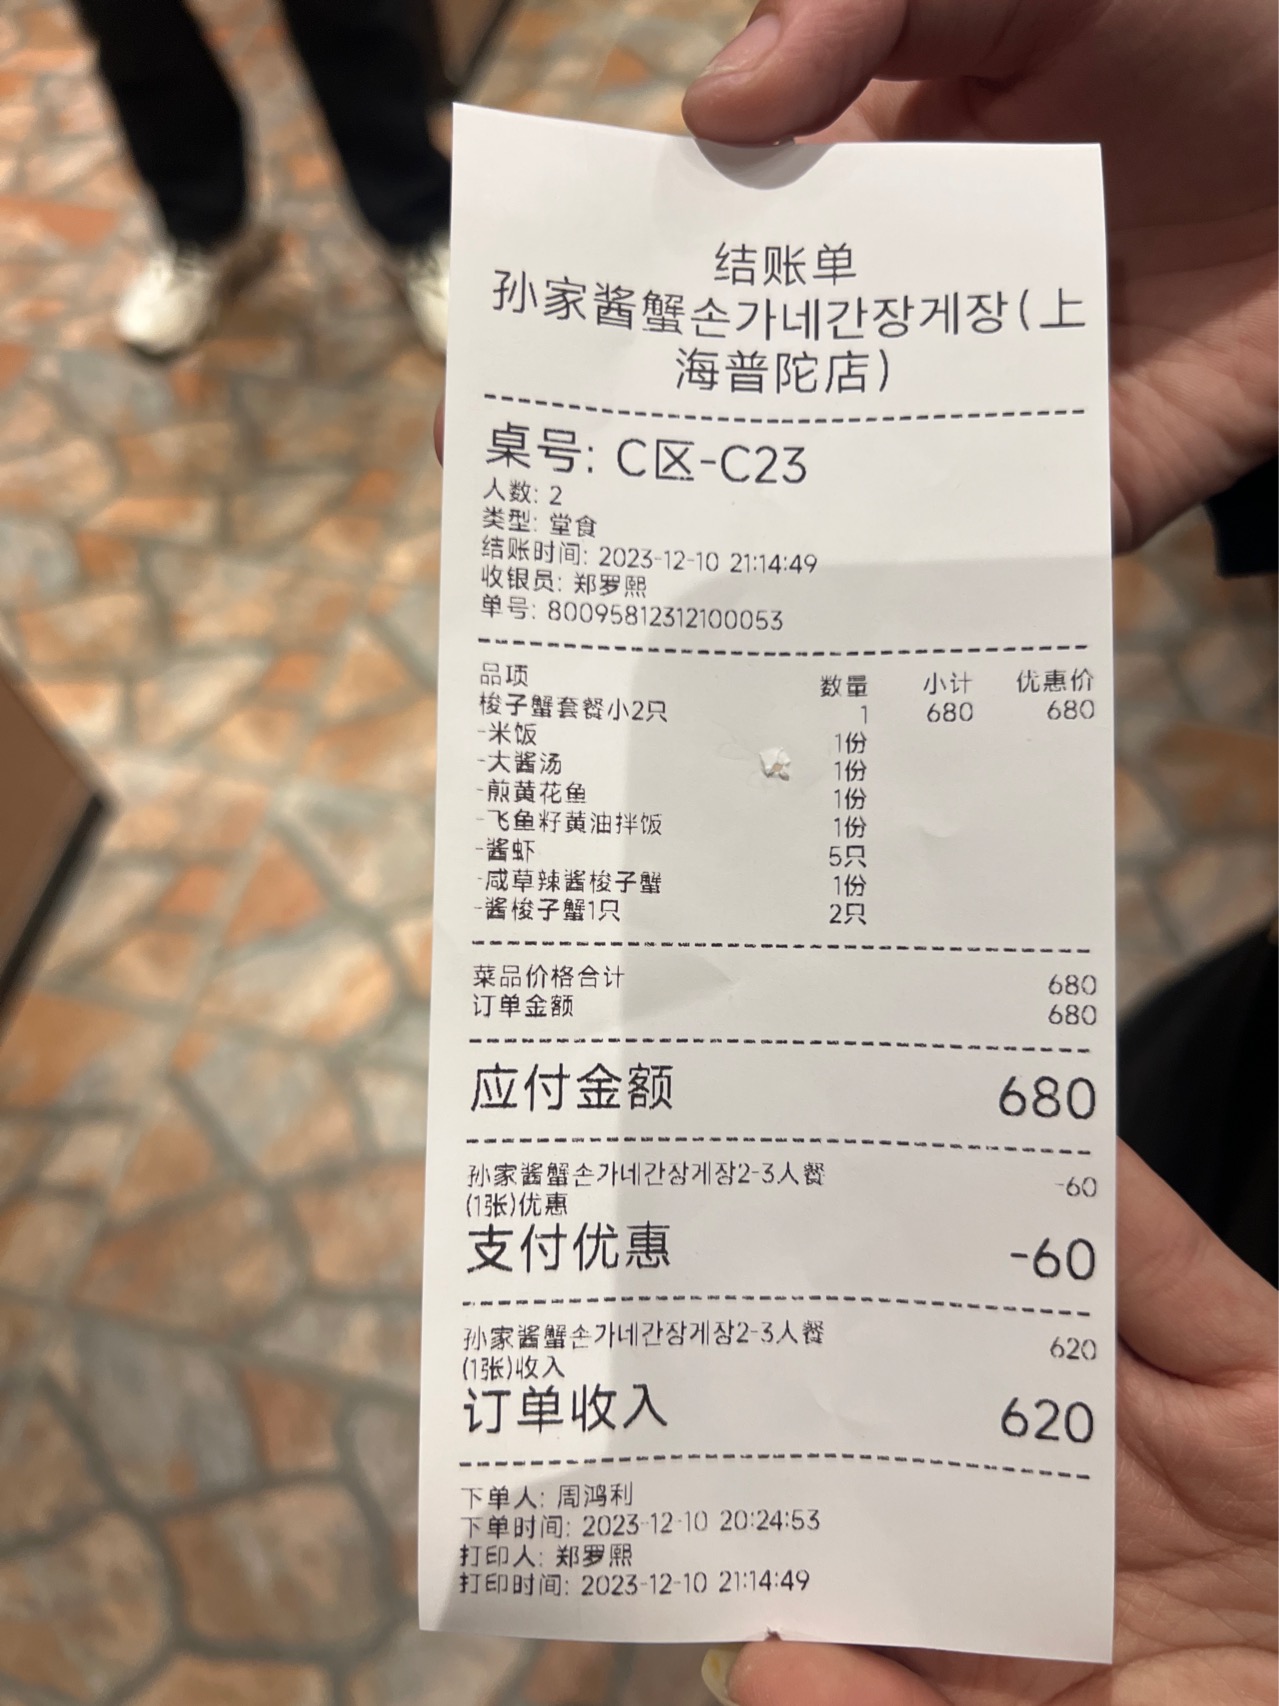 结账单
孙家酱蟹손가네간장게장(上
海普陀店)
桌号: C区-C23
人数: 2
类型: 堂食
结账时间: 2023-12-10 21:14:49
收银员: 郑罗熙
单号: 80095812312100053
品项 数量 小计 优惠价
梭子蟹套餐小2只 1 680 680
-米饭 1份
-大酱汤 1份
-煎黄花鱼 1份
-飞鱼籽黄油拌饭 1份
-酱虾 5只
-咸草辣酱梭子蟹 1份
-酱梭子蟹1只 2只
菜品价格合计 680
订单金额 680
应付金额 680
孙家酱蟹손가네간장게장2-3人餐 -60
(1张)优惠
支付优惠 -60
孙家酱蟹손가네간장게장2-3人餐 620
(1张)收入
订单收入 620
下单人: 周鸿利
下单时间: 2023-12-10 20:24:53
打印人: 郑罗熙
打印时间: 2023-12-10 21:14:49